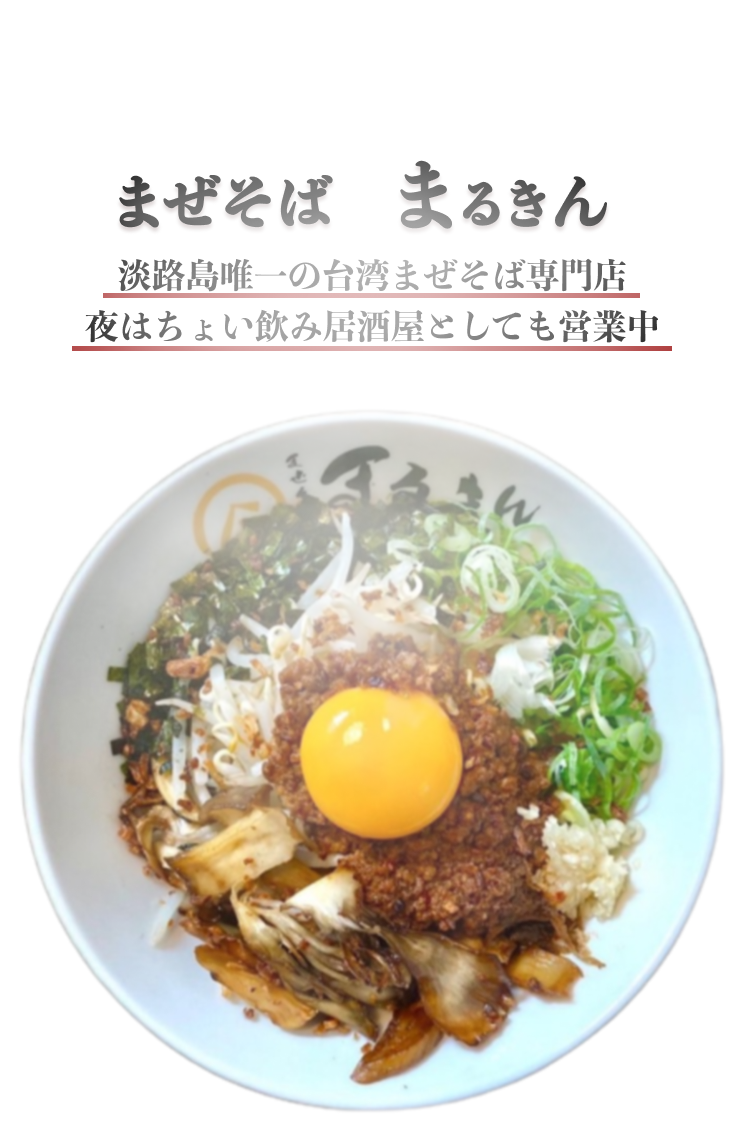 まぜそば　まるきん
淡路島唯一の台湾まぜそば専門店
夜はちょい飲み居酒屋としても営業中
まるきん